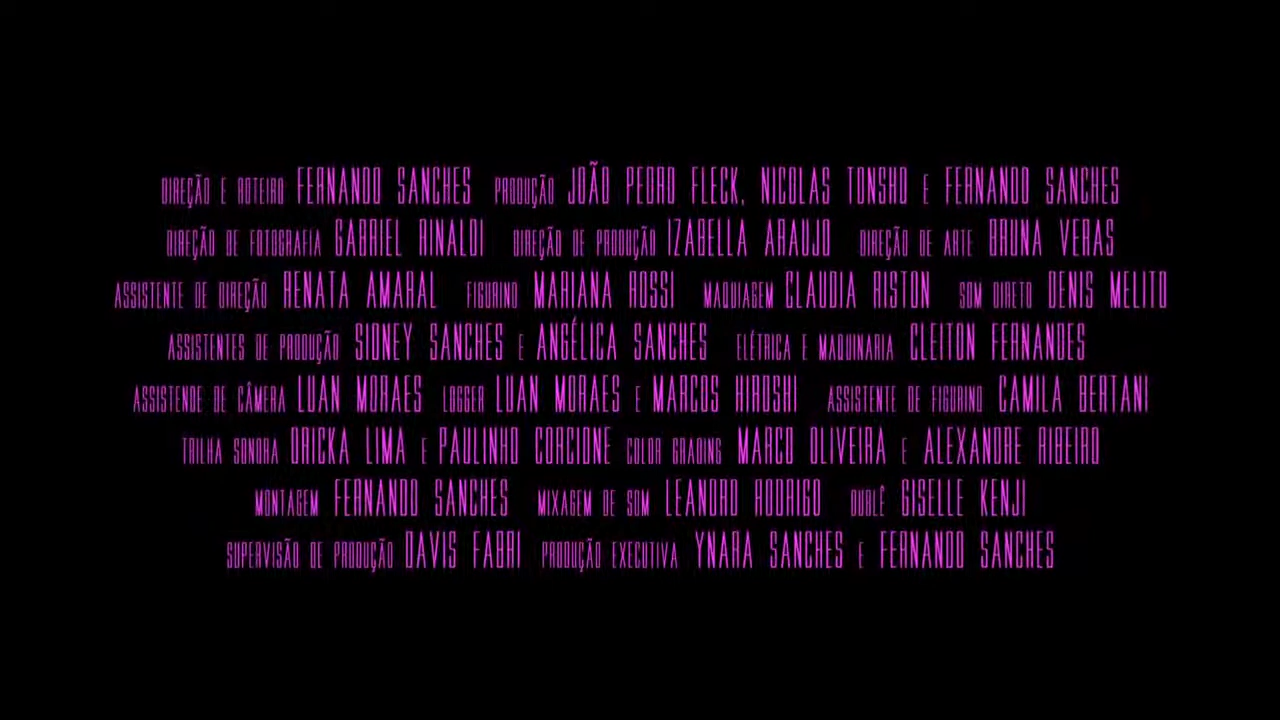 DIREÇÃO E ROTEIRO FERNANDO SANCHES PRODUÇÃO JOÃO PEDRO FLECK, NICOLAS TONSHO E FERNANDO SANCHES
DIREÇÃO DE FOTOGRAFIA GABRIEL RINALDI DIREÇÃO DE PRODUÇÃO IZABELLA ARAUJO DIREÇÃO DE ARTE BRUNA VERAS
ASSISTENTE DE DIREÇÃO RENATA AMARAL FIGURINO MARIANA ROSSI MAQUIAGEM CLAUDIA RISTON SOM DIRETO DENIS MELITO
ASSISTENTES DE PRODUÇÃO SIDNEY SANCHES E ANGÉLICA SANCHES ELÉTRICA E MAQUINARIA CLEITON FERNANDES
ASSISTENDE DE CÂMERA LUAN MORAES LOGGER LUAN MORAES E MARCOS HIROSHI ASSISTENTE DE FIGURINO CAMILA BERTANI
TRILHA SONORA DRICKA LIMA E PAULINHO CORCIONE COLOR GRADING MARCO OLIVEIRA E ALEXANDRE RIBEIRO
MONTAGEM FERNANDO SANCHES MIXAGEM DE SOM LEANDRO RODRIGO DUBLÊ GISELLE KENJI
SUPERVISÃO DE PRODUÇÃO DAVIS FABRI PRODUÇÃO EXECUTIVA YNARA SANCHES E FERNANDO SANCHES